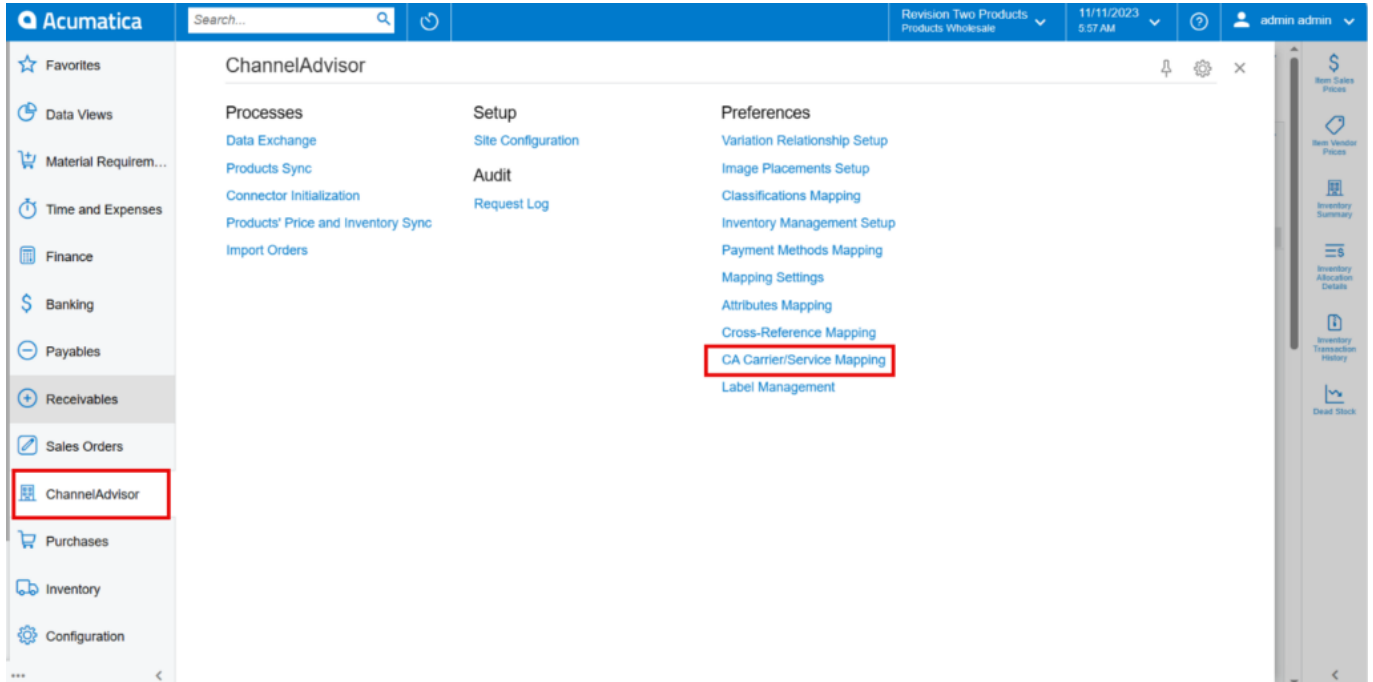 Acumatica
Search...
Revision Two Products
Products Wholesale
11/11/2023
5:57 AM
admin admin
Favorites
Data Views
Material Requirem...
Time and Expenses
Finance
Banking
Payables
Receivables
Sales Orders
ChannelAdvisor
Purchases
Inventory
Configuration
ChannelAdvisor
Processes
Data Exchange
Products Sync
Connector Initialization
Products' Price and Inventory Sync
Import Orders
Setup
Site Configuration
Audit
Request Log
Preferences
Variation Relationship Setup
Image Placements Setup
Classifications Mapping
Inventory Management Setup
Payment Methods Mapping
Mapping Settings
Attributes Mapping
Cross-Reference Mapping
CA Carrier/Service Mapping
Label Management
Item Sales
Prices
Item Vendor
Prices
Inventory
Summary
Inventory
Allocation
Details
Inventory
Transaction
History
Dead Stock